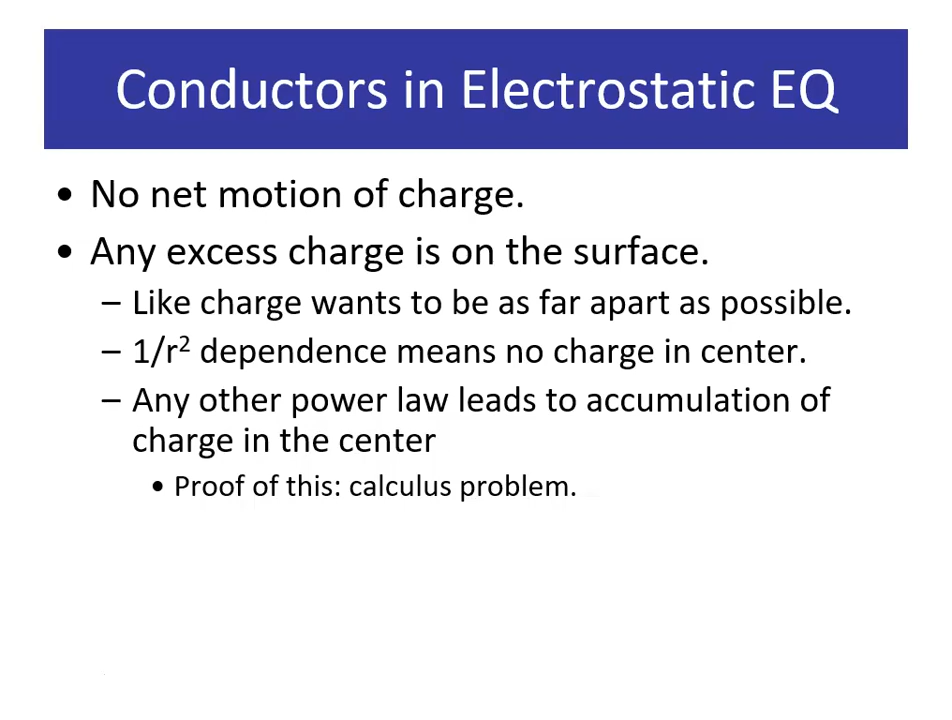 Conductors in Electrostatic EQ
• No net motion of charge.
• Any excess charge is on the surface.
– Like charge wants to be as far apart as possible.
– 1/r² dependence means no charge in center.
– Any other power law leads to accumulation of
charge in the center
• Proof of this: calculus problem.